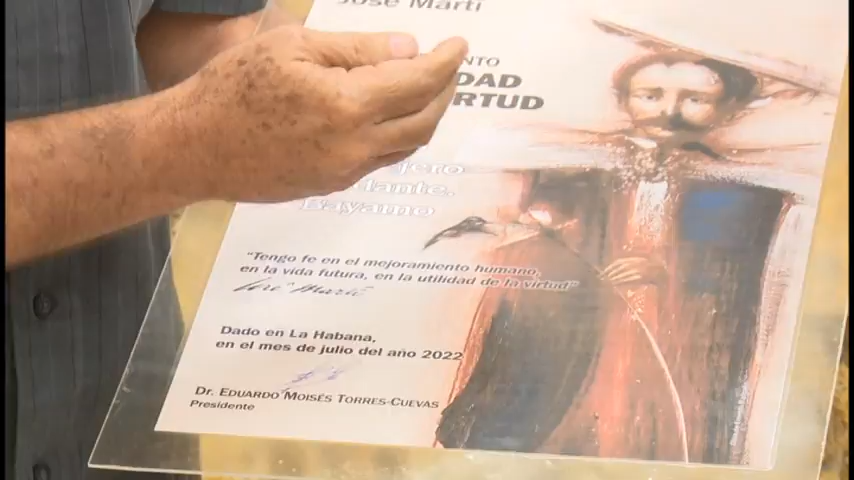 José Martí
NTO
DAD
RTUD
jero
dante.
Bayamo
"Tengo fe en el mejoramiento humano,
en la vida futura, en la utilidad de la virtud"
José Martí
Dado en La Habana,
en el mes de julio del año 2022
Dr. EDUARDO MOISÉS TORRES-CUEVAS
Presidente